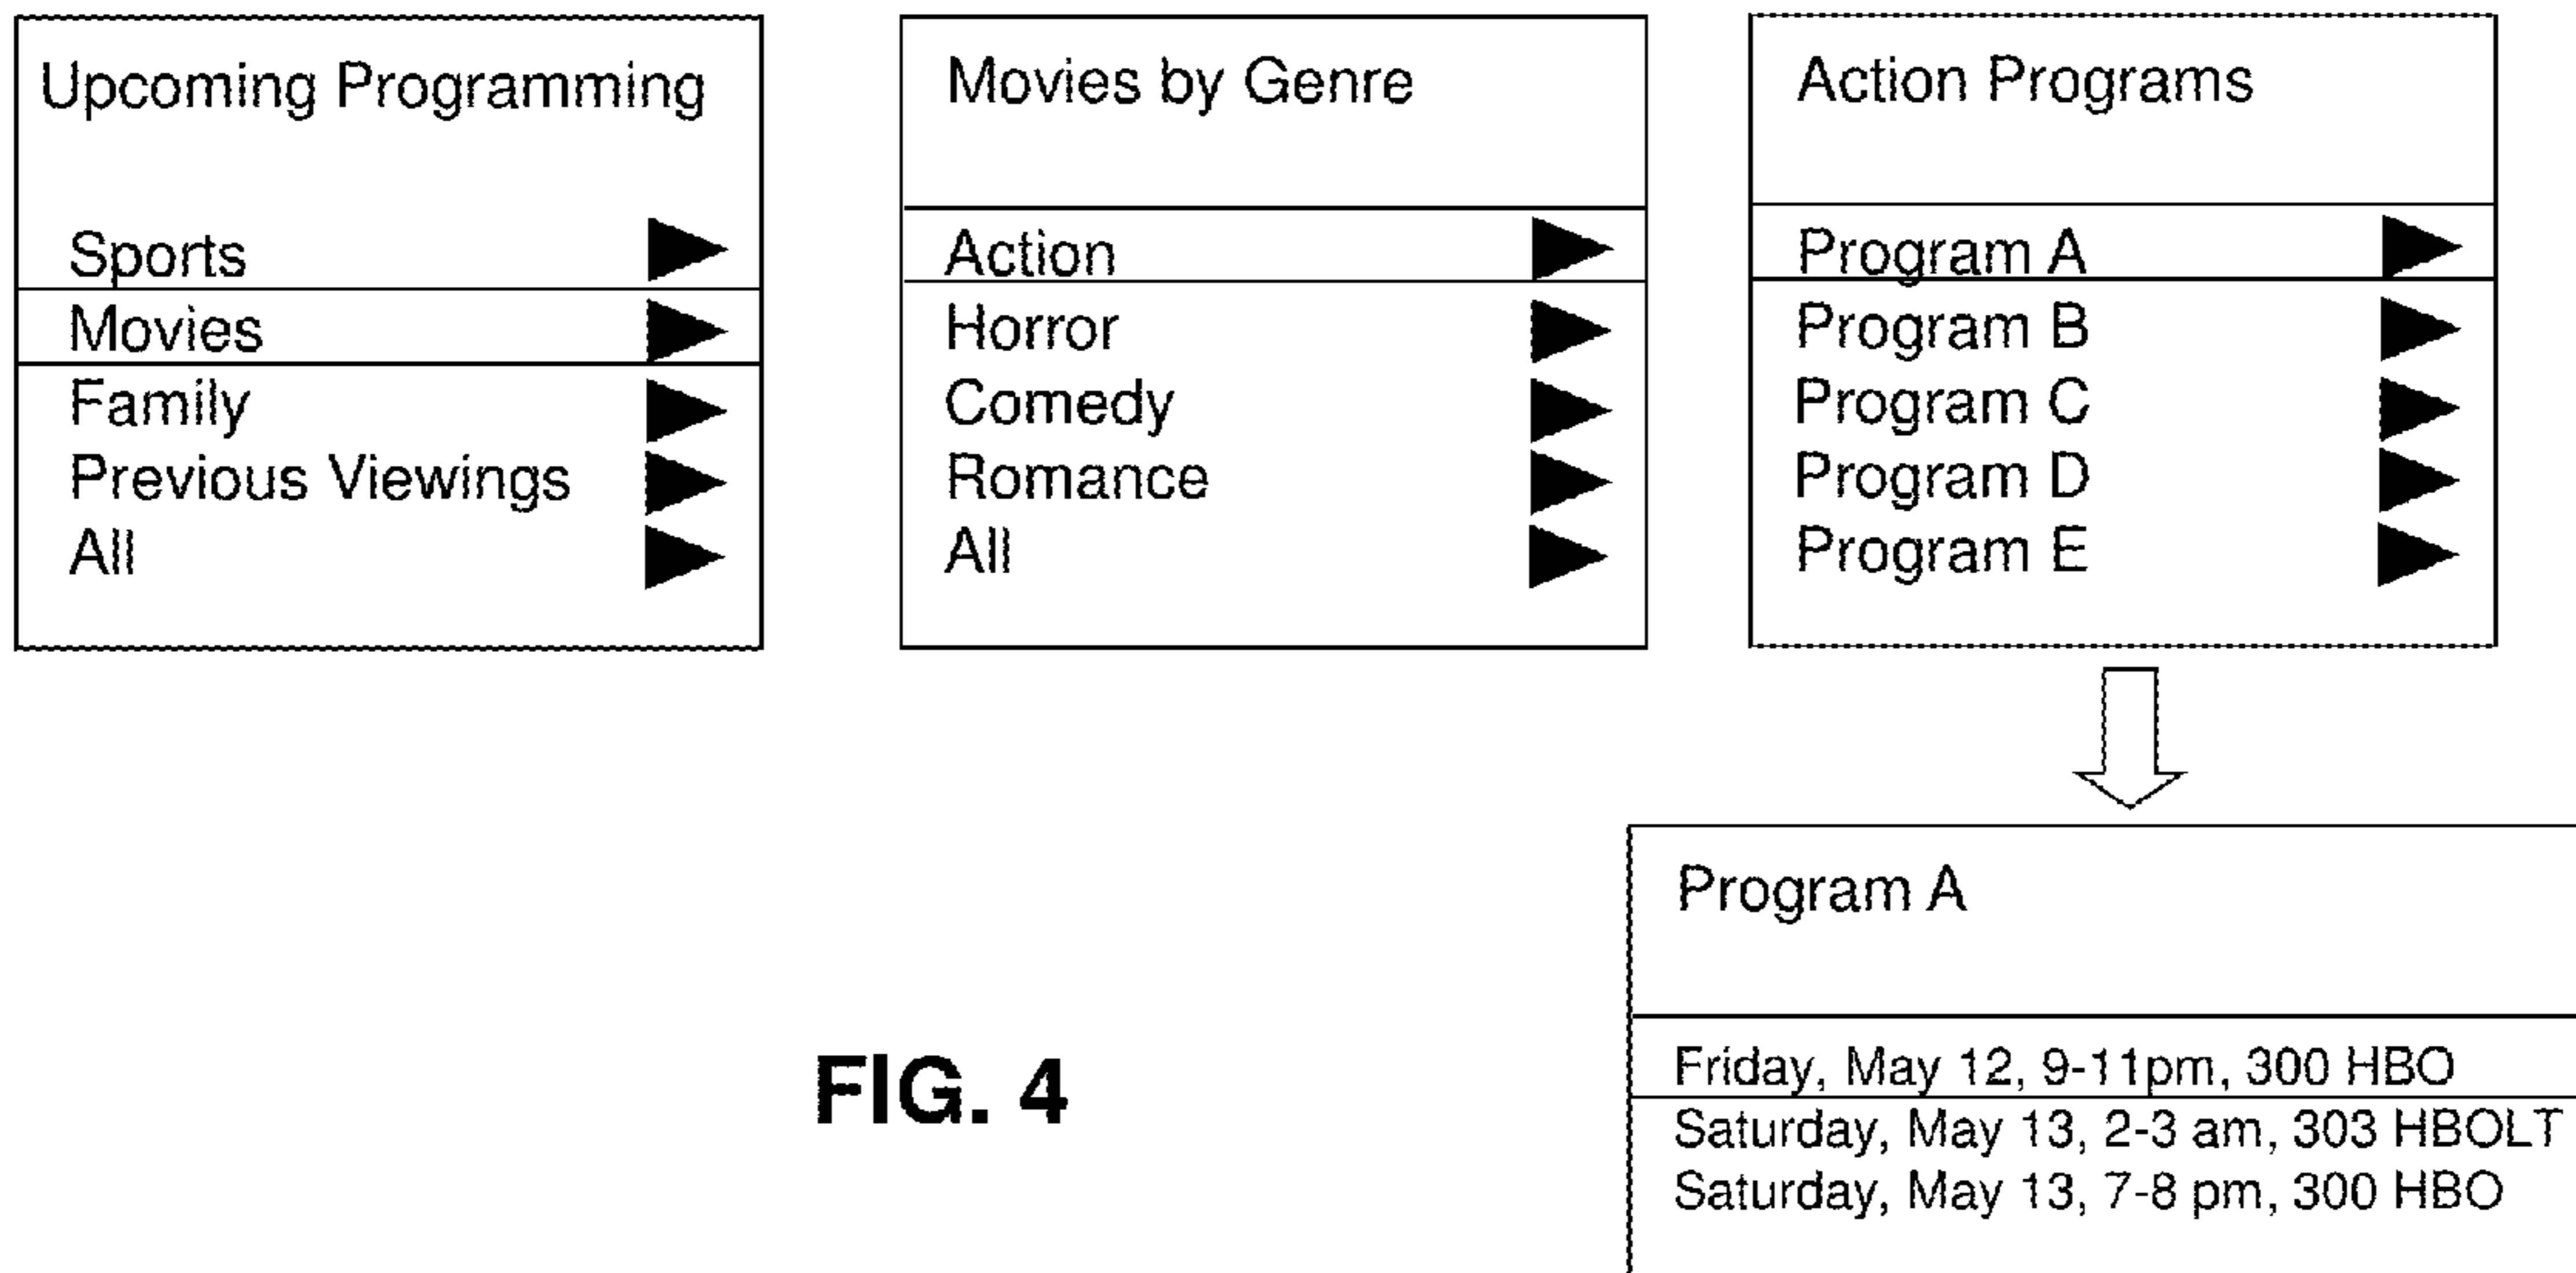 Upcoming Programming
Sports
Movies
Family
Previous Viewings
All
Movies by Genre
Action
Horror
Comedy
Romance
All
Action Programs
Program A
Program B
Program C
Program D
Program E
Program A
Friday, May 12, 9-11pm, 300 HBO
Saturday, May 13, 2-3 am, 303 HBOLT
Saturday, May 13, 7-8 pm, 300 HBO
FIG. 4